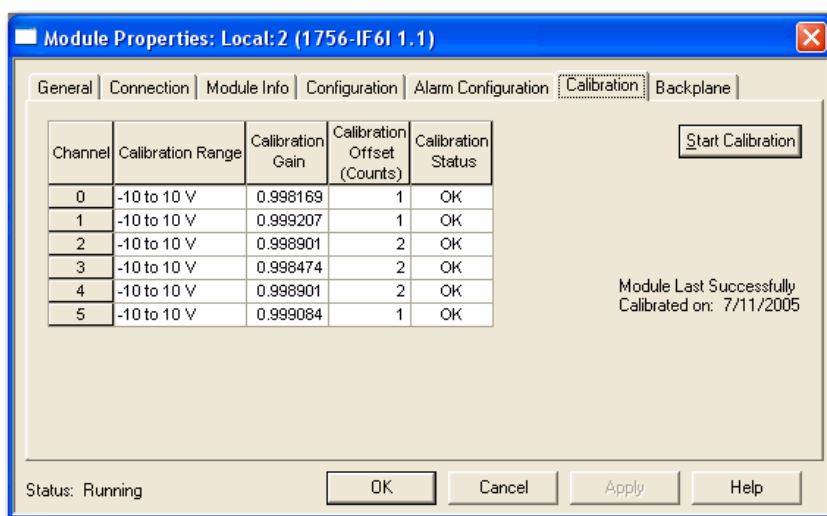 Module Properties: Local:2 (1756-IF6I 1.1)
General Connection Module Info Configuration Alarm Configuration Calibration Backplane
Channel Calibration Range Calibration Gain Calibration Offset (Counts) Calibration Status
Start Calibration
0 -10 to 10 V 0.998169 1 OK
1 -10 to 10 V 0.999207 1 OK
2 -10 to 10 V 0.998901 2 OK
3 -10 to 10 V 0.998474 2 OK
4 -10 to 10 V 0.998901 2 OK
5 -10 to 10 V 0.999084 1 OK
Module Last Successfully
Calibrated on: 7/11/2005
Status: Running
OK Cancel Apply Help